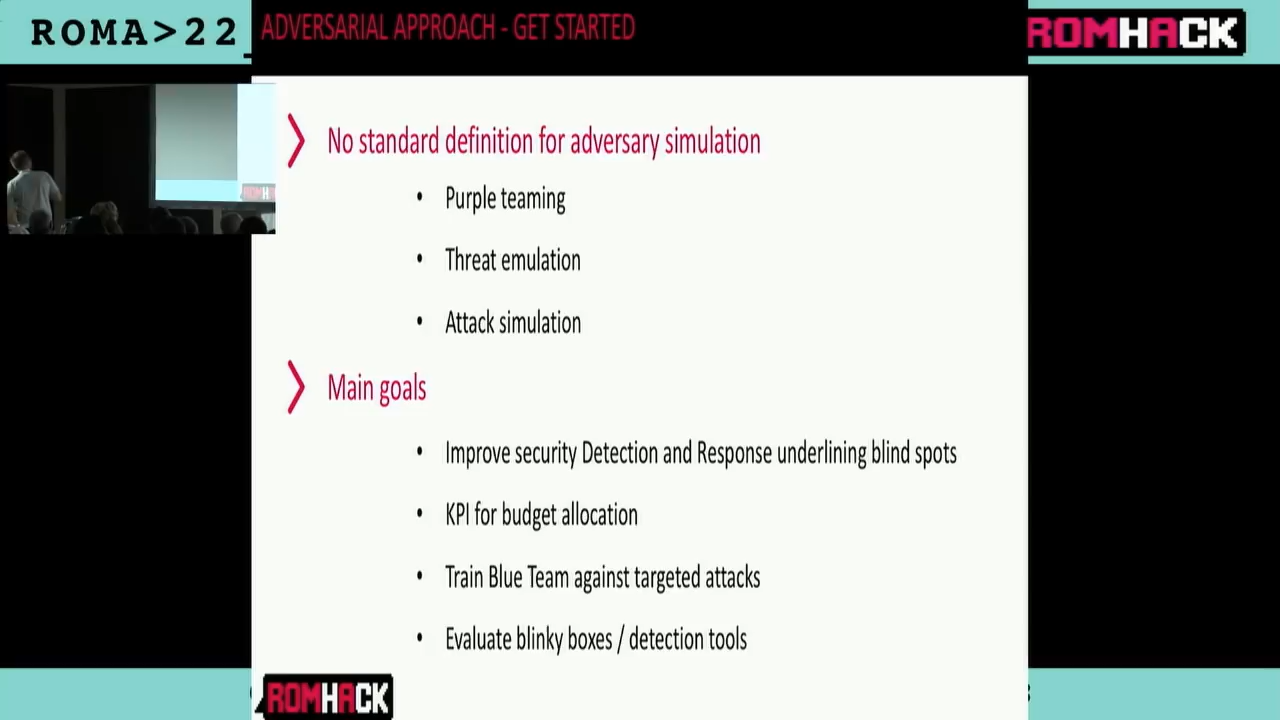 ROMA>22_
ADVERSARIAL APPROACH - GET STARTED
ROMHACK
No standard definition for adversary simulation
• Purple teaming
• Threat emulation
• Attack simulation
Main goals
• Improve security Detection and Response underlining blind spots
• KPI for budget allocation
• Train Blue Team against targeted attacks
• Evaluate blinky boxes / detection tools
ROMHACK